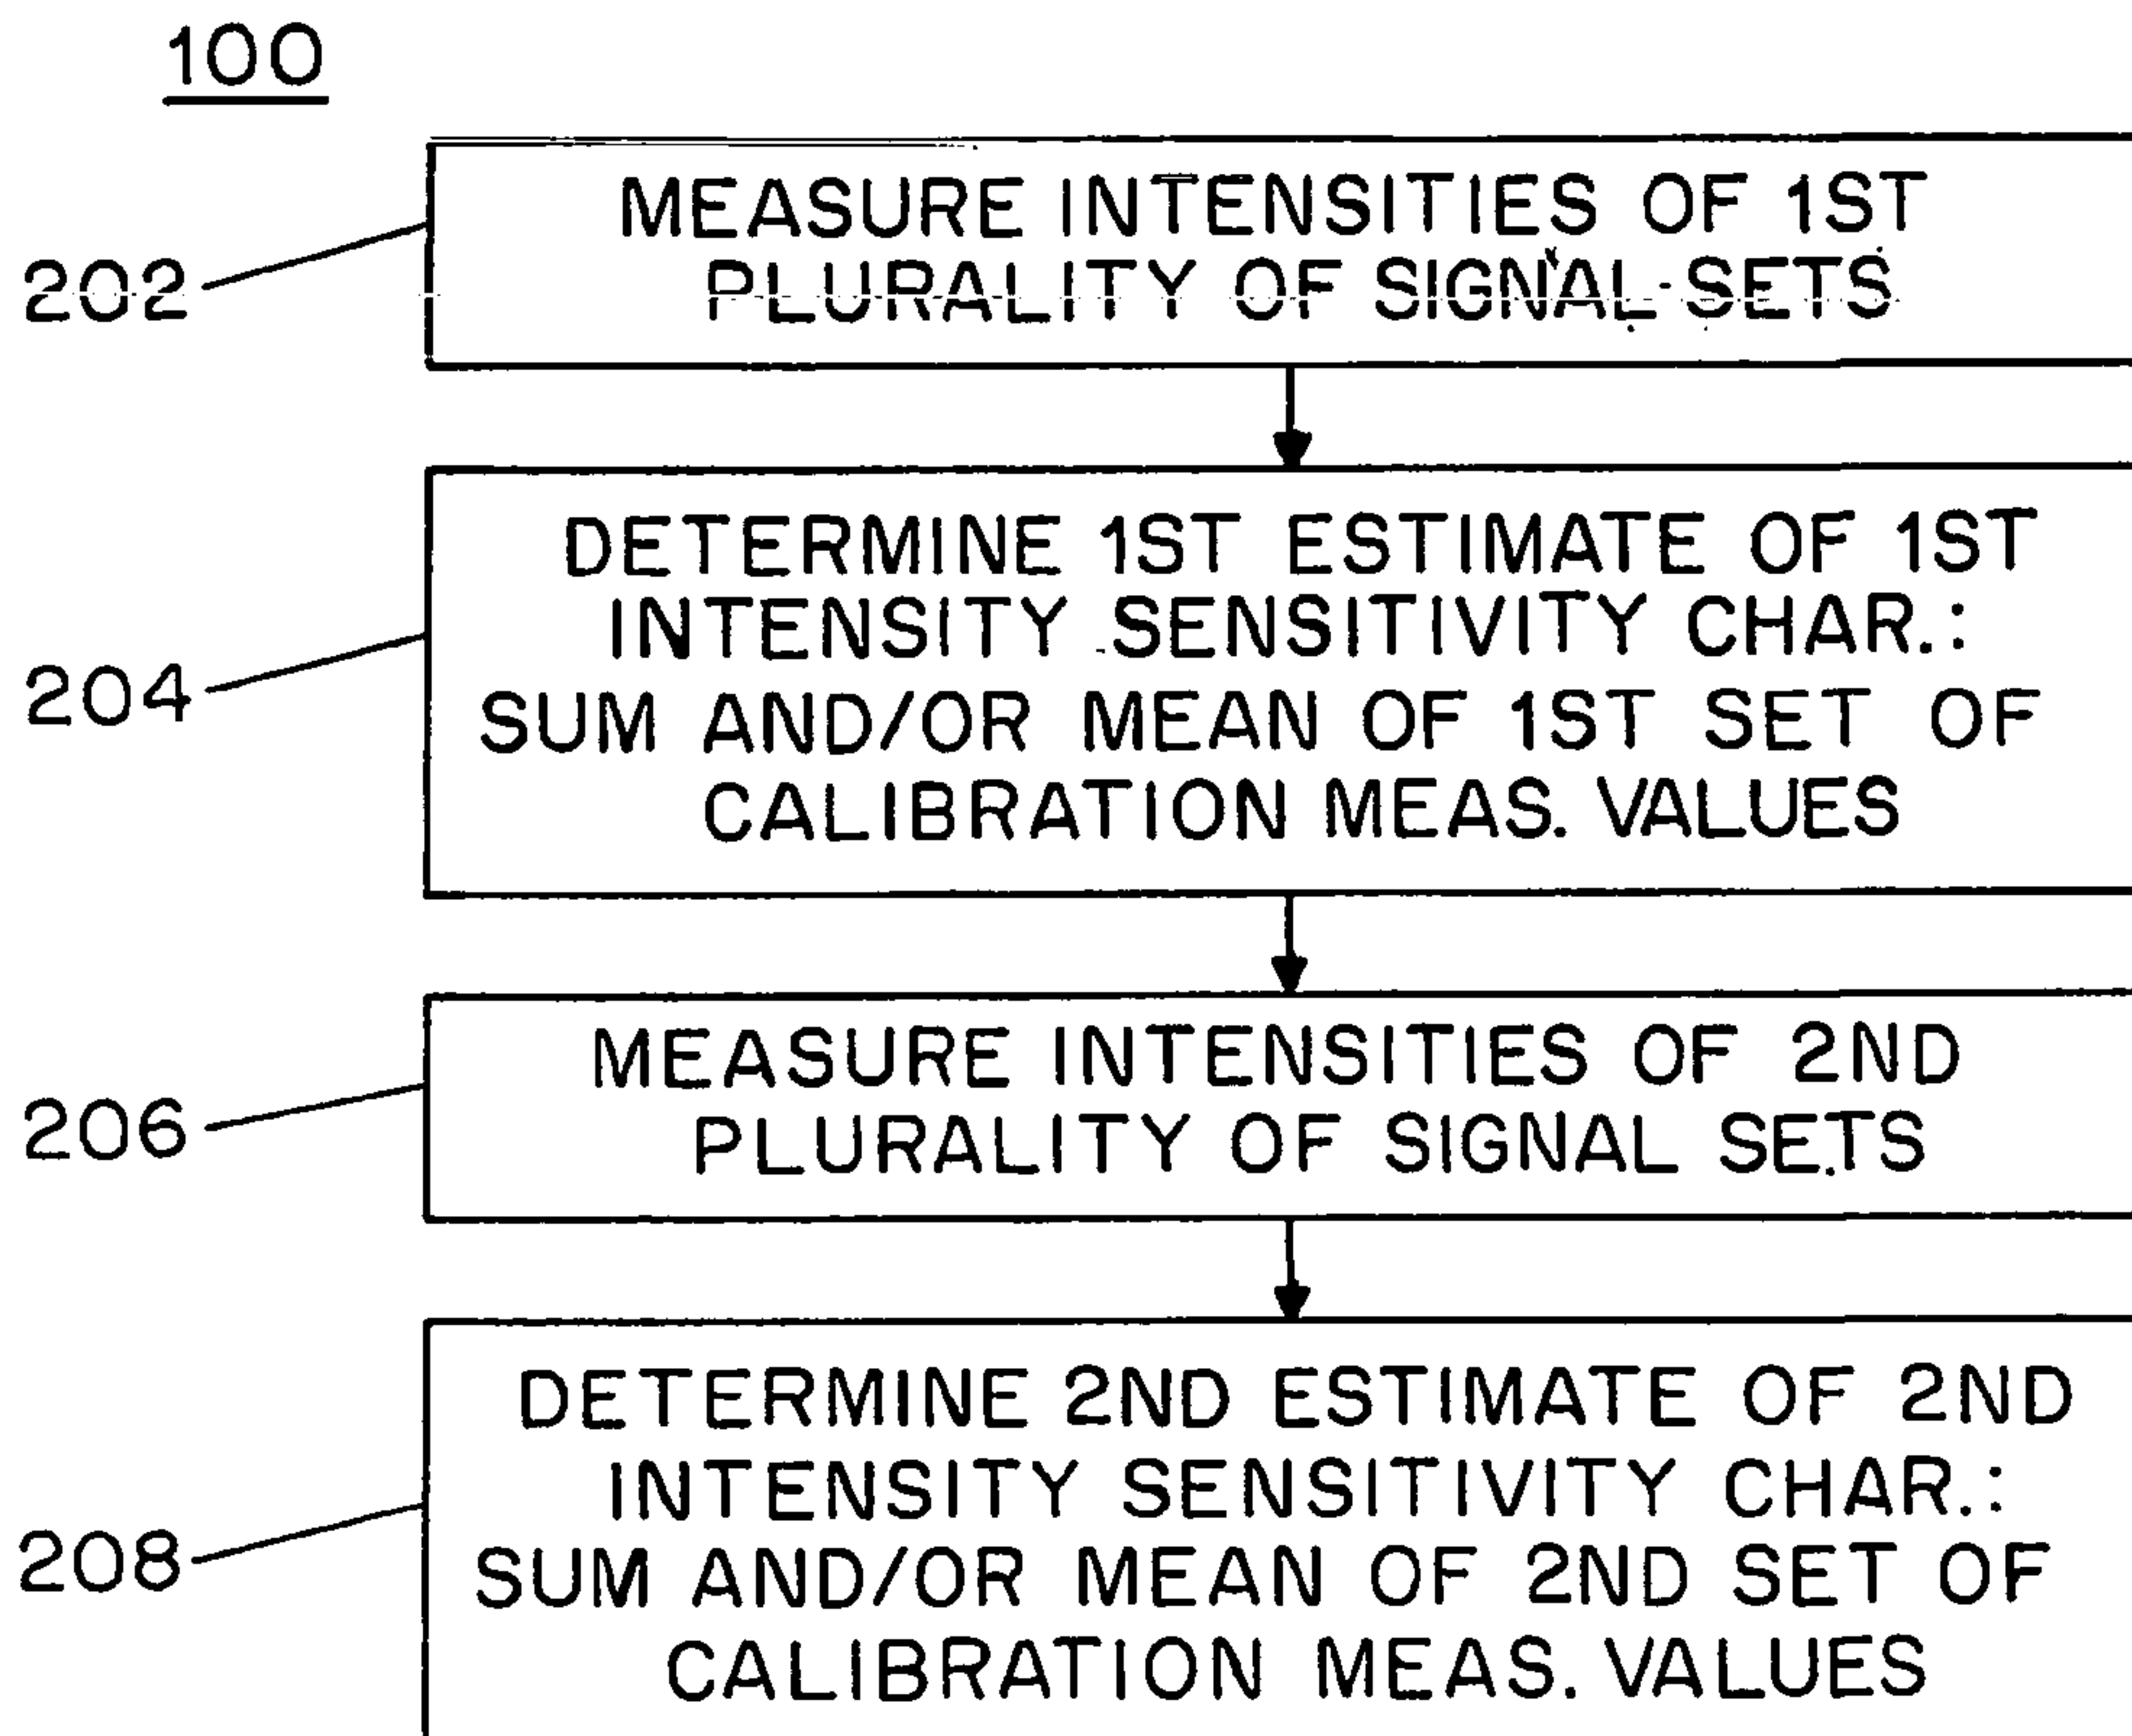 100
MEASURE INTENSITIES OF 1ST
PLURALITY OF SIGNAL SETS
202
DETERMINE 1ST ESTIMATE OF 1ST
INTENSITY SENSITIVITY CHAR.:
SUM AND/OR MEAN OF 1ST SET OF
CALIBRATION MEAS. VALUES
204
MEASURE INTENSITIES OF 2ND
PLURALITY OF SIGNAL SETS
206
DETERMINE 2ND ESTIMATE OF 2ND
INTENSITY SENSITIVITY CHAR.:
SUM AND/OR MEAN OF 2ND SET OF
CALIBRATION MEAS. VALUES
208